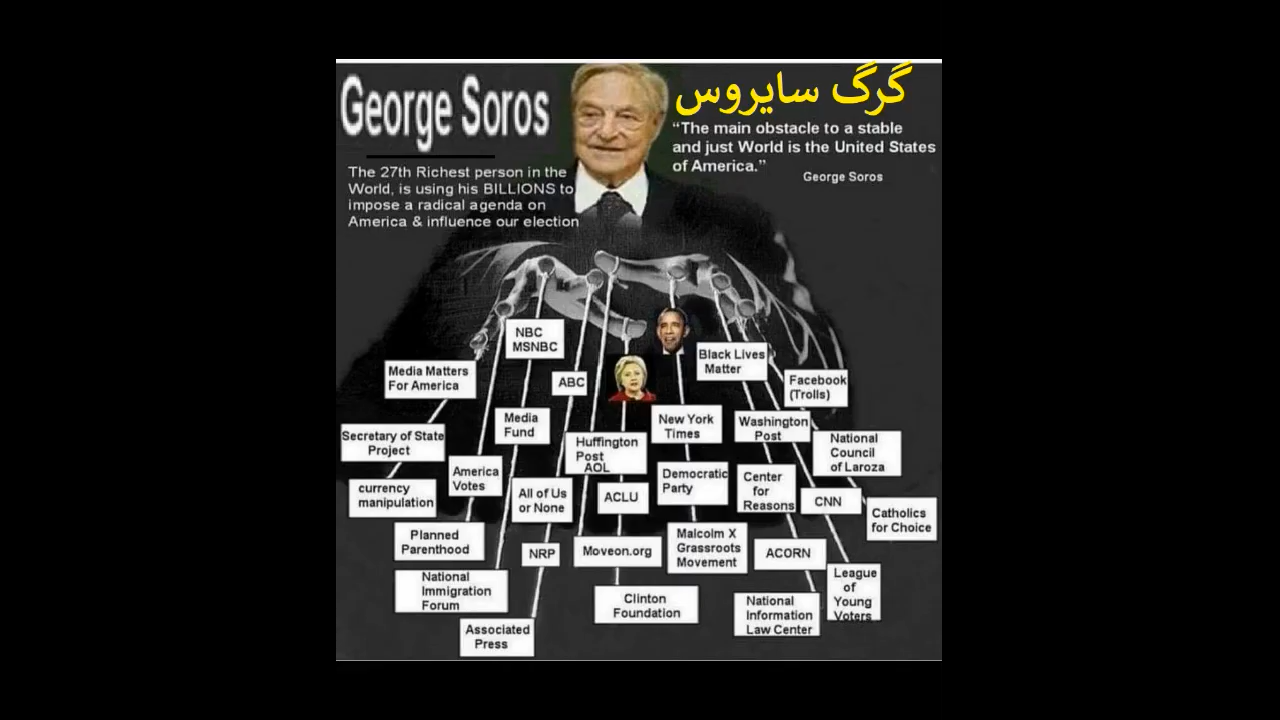 George Soros
گرگ سایروس
"The main obstacle to a stable
and just World is the United States
of America."
George Soros
The 27th Richest person in the
World, is using his BILLIONS to
impose a radical agenda on
America & influence our election
NBC
MSNBC
Black Lives
Matter
Media Matters
For America
ABC
Facebook
(Trolls)
Secretary of State
Project
Media
Fund
Huffington
Post
AOL
New York
Times
Washington
Post
National
Council
of Laroza
currency
manipulation
America
Votes
All of Us
or None
ACLU
Democratic
Party
Center
for
Reasons
CNN
Catholics
for Choice
Planned
Parenthood
NRP
Moveon.org
Malcolm X
Grassroots
Movement
ACORN
National
Immigration
Forum
Clinton
Foundation
League
of
Young
Voters
National
Information
Law Center
Associated
Press